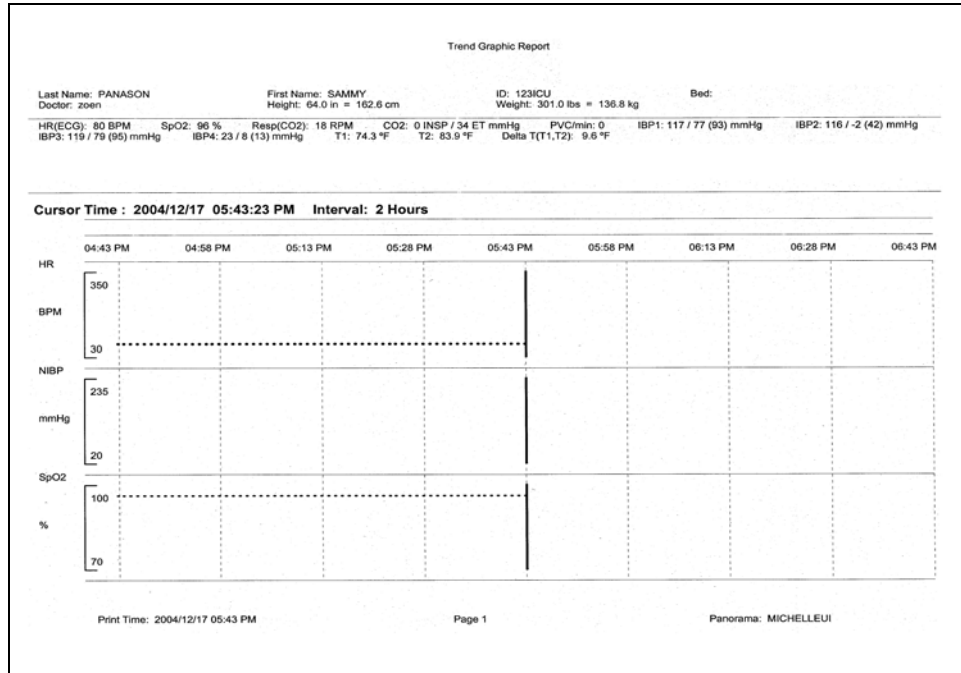 Trend Graphic Report
Last Name: PANASON First Name: SAMMY ID: 123ICU Bed:
Doctor: zoen Height: 64.0 in = 162.6 cm Weight: 301.0 lbs = 136.8 kg
HR(ECG): 80 BPM SpO2: 96 % Resp(CO2): 18 RPM CO2: 0 INSP / 34 ET mmHg PVC/min: 0 IBP1: 117 / 77 (93) mmHg IBP2: 116 / -2 (42) mmHg
IBP3: 119 / 79 (95) mmHg IBP4: 23 / 8 (13) mmHg T1: 74.3 °F T2: 83.9 °F Delta T(T1,T2): 9.6 °F
Cursor Time : 2004/12/17 05:43:23 PM Interval: 2 Hours
04:43 PM 04:58 PM 05:13 PM 05:28 PM 05:43 PM 05:58 PM 06:13 PM 06:28 PM 06:43 PM
HR
350
BPM
30
NIBP
235
mmHg
20
SpO2
100
%
70
Print Time: 2004/12/17 05:43 PM Page 1 Panorama: MICHELLEUI